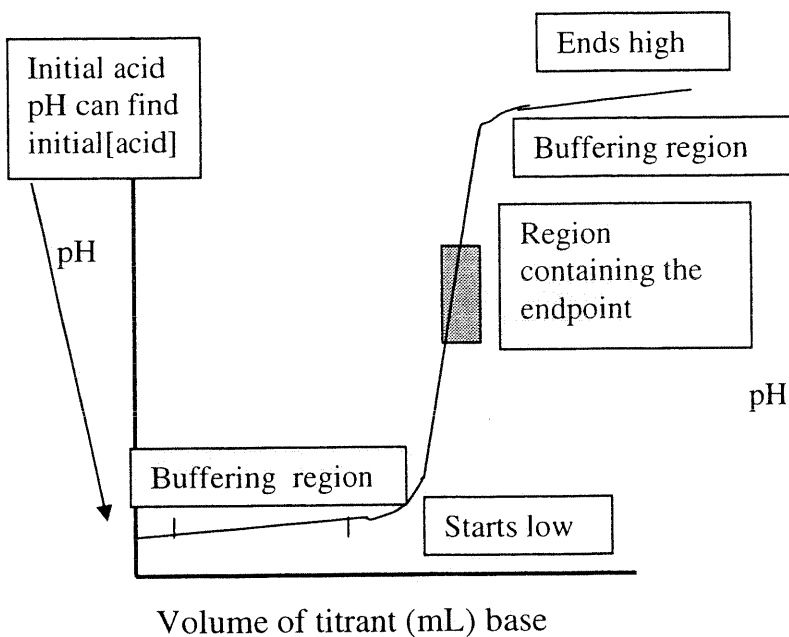 Ends high
Initial acid
pH can find
initial[acid]
Buffering region
pH
Region
containing the
endpoint
pH
Buffering region
Starts low
Volume of titrant (mL) base